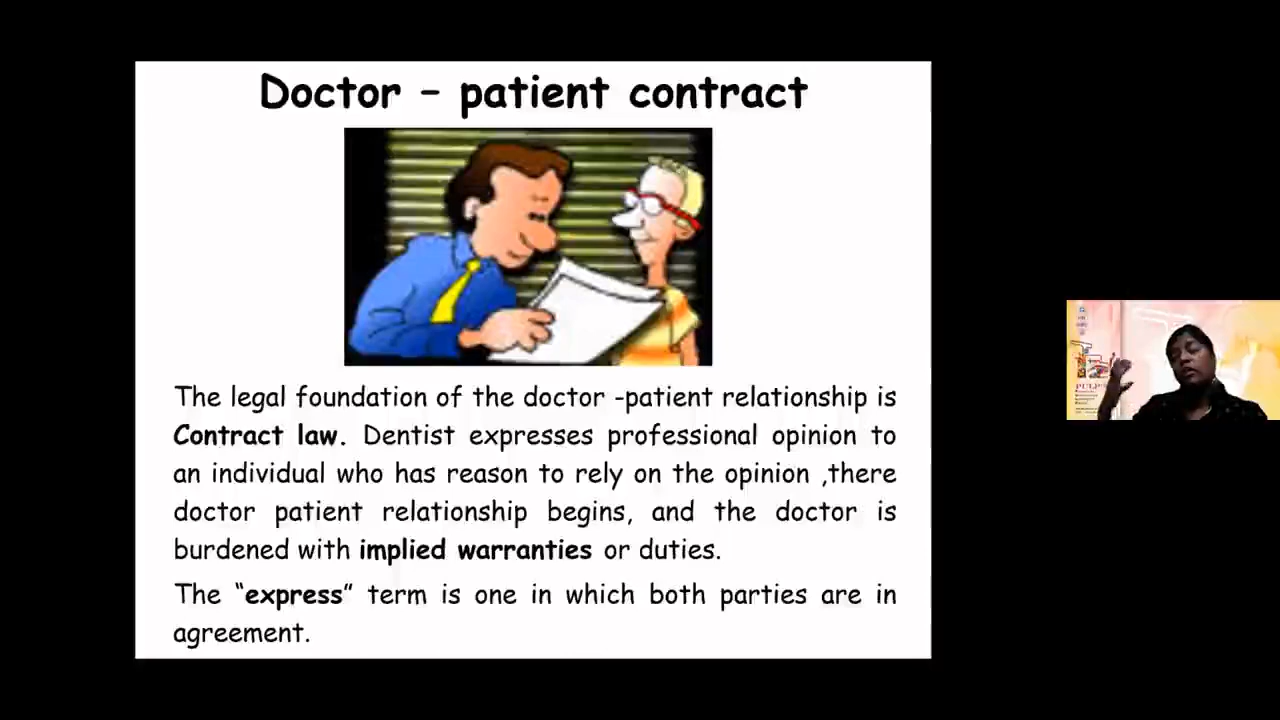 Doctor – patient contract
The legal foundation of the doctor -patient relationship is
Contract law. Dentist expresses professional opinion to
an individual who has reason to rely on the opinion ,there
doctor patient relationship begins, and the doctor is
burdened with implied warranties or duties.
The “express” term is one in which both parties are in
agreement.